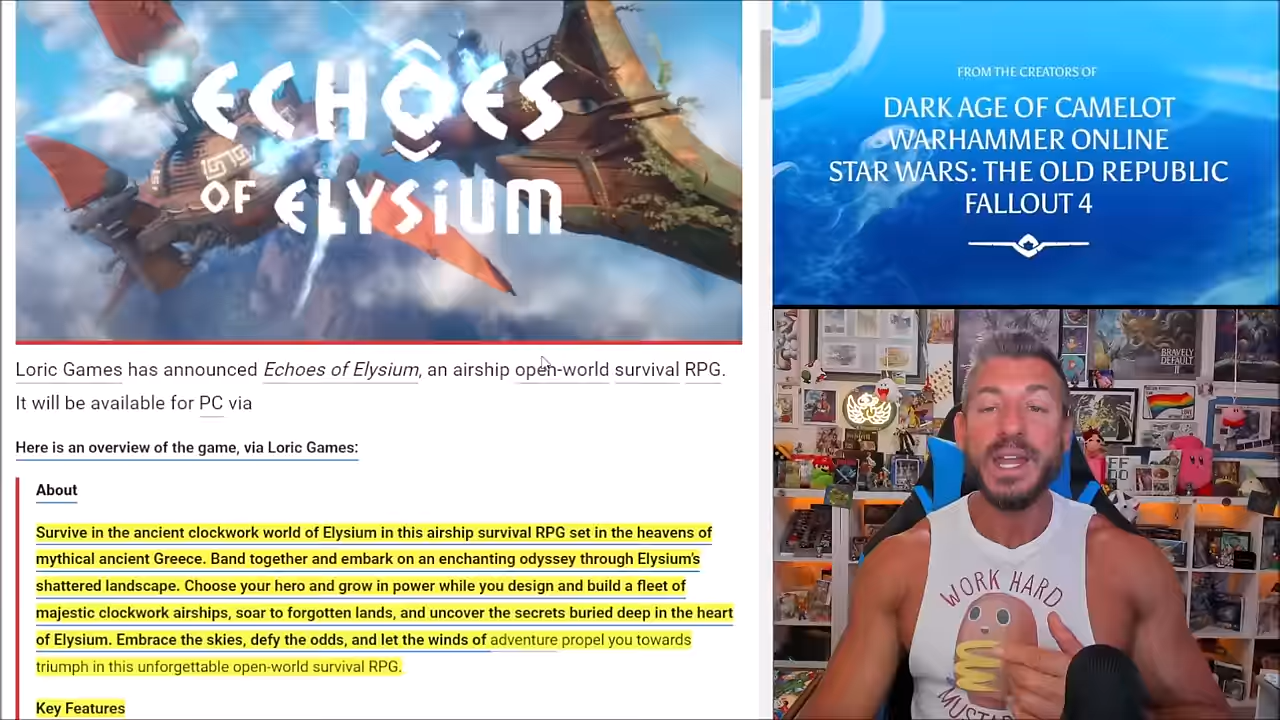 ECHOES
OF ELYSIUM
Loric Games has announced Echoes of Elysium, an airship open-world survival RPG.
It will be available for PC via
Here is an overview of the game, via Loric Games:
About
Survive in the ancient clockwork world of Elysium in this airship survival RPG set in the heavens of
mythical ancient Greece. Band together and embark on an enchanting odyssey through Elysium's
shattered landscape. Choose your hero and grow in power while you design and build a fleet of
majestic clockwork airships, soar to forgotten lands, and uncover the secrets buried deep in the heart
of Elysium. Embrace the skies, defy the odds, and let the winds of adventure propel you towards
triumph in this unforgettable open-world survival RPG.
Key Features
FROM THE CREATORS OF
DARK AGE OF CAMELOT
WARHAMMER ONLINE
STAR WARS: THE OLD REPUBLIC
FALLOUT 4
BRAVELY
DEFAULT
II
WORK HARD
MUSTAR